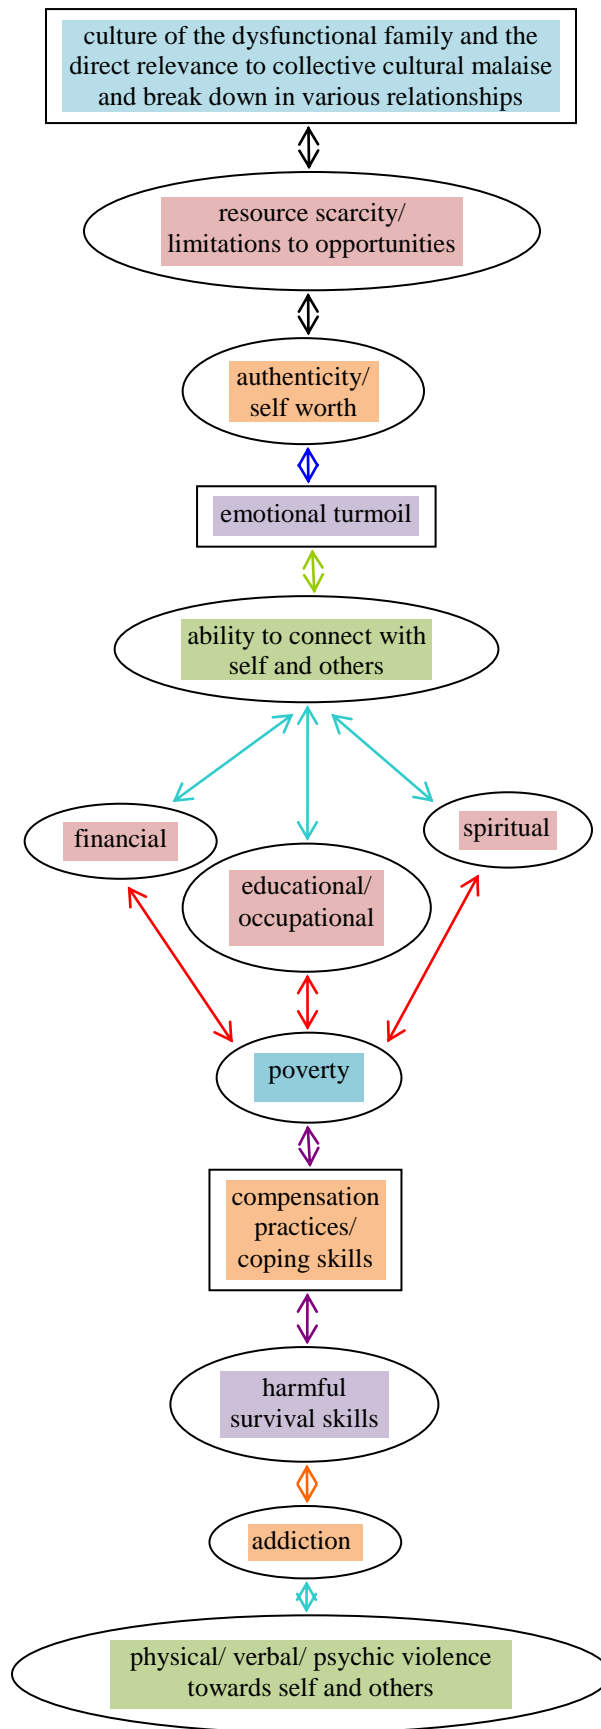 culture of the dysfunctional family and the
direct relevance to collective cultural malaise
and break down in various relationships
resource scarcity/
limitations to opportunities
authenticity/
self worth
emotional turmoil
ability to connect with
self and others
financial
spiritual
educational/
occupational
poverty
compensation
practices/
coping skills
harmful
survival skills
addiction
physical/ verbal/ psychic violence
towards self and others